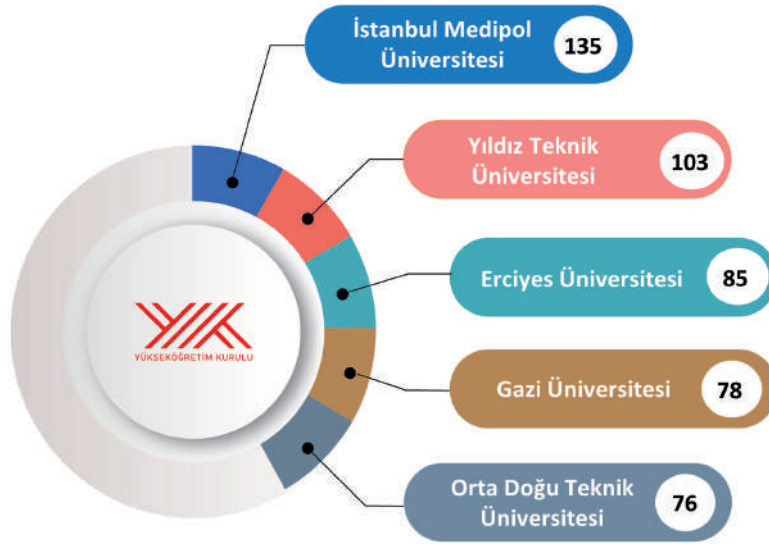 İstanbul Medipol
Üniversitesi
135
Yıldız Teknik
Üniversitesi
103
Erciyes Üniversitesi
85
YÜKSEKÖĞRETİM KURULU
Gazi Üniversitesi
78
Orta Doğu Teknik
Üniversitesi
76